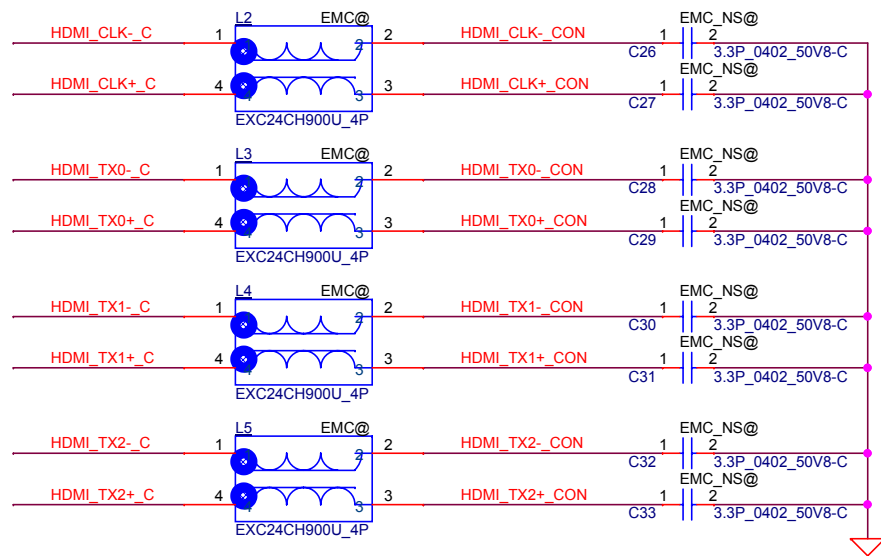 L2 EMC@ EMC_NS@
HDMI_CLK-_C 1 2 2 HDMI_CLK-_CON 1 2
C26 3.3P_0402_50V8-C
EMC_NS@
HDMI_CLK+_C 4 3 3 HDMI_CLK+_CON 1 2
C27 3.3P_0402_50V8-C
EXC24CH900U_4P
L3 EMC@ EMC_NS@
HDMI_TX0-_C 1 2 2 HDMI_TX0-_CON 1 2
C28 3.3P_0402_50V8-C
EMC_NS@
HDMI_TX0+_C 4 3 3 HDMI_TX0+_CON 1 2
C29 3.3P_0402_50V8-C
EXC24CH900U_4P
L4 EMC@ EMC_NS@
HDMI_TX1-_C 1 2 2 HDMI_TX1-_CON 1 2
C30 3.3P_0402_50V8-C
EMC_NS@
HDMI_TX1+_C 4 3 3 HDMI_TX1+_CON 1 2
C31 3.3P_0402_50V8-C
EXC24CH900U_4P
L5 EMC@ EMC_NS@
HDMI_TX2-_C 1 2 2 HDMI_TX2-_CON 1 2
C32 3.3P_0402_50V8-C
EMC_NS@
HDMI_TX2+_C 4 3 3 HDMI_TX2+_CON 1 2
C33 3.3P_0402_50V8-C
EXC24CH900U_4P